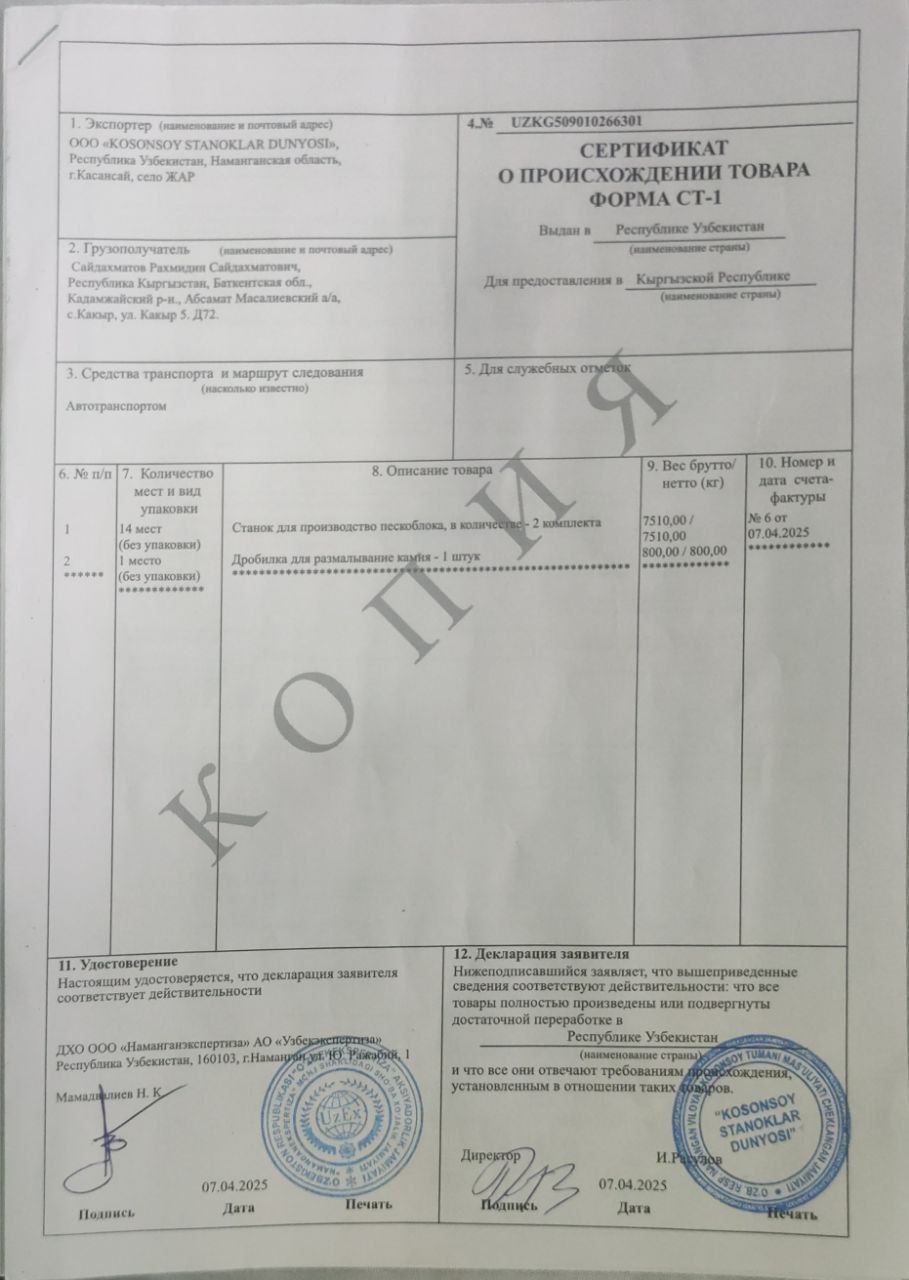 1. Экспортер (наименование и почтовый адрес)
ООО «KOSONSOY STANOKLAR DUNYOSI»,
Республика Узбекистан, Наманганская область,
г.Касансай, село ЖАР
4.№ UZKG509010266301
СЕРТИФИКАТ
О ПРОИСХОЖДЕНИИ ТОВАРА
ФОРМА СТ-1
Выдан в Республике Узбекистан
(наименование страны)
Для предоставления в Кыргызской Республике
(наименование страны)
2. Грузополучатель (наименование и почтовый адрес)
Сайдахматов Рахмидин Сайдахматович,
Республика Кыргызстан, Баткентская обл.,
Кадамжайский р-н., Абсамат Масалиевский а/а,
с.Какыр, ул. Какыр 5. Д72.
3. Средства транспорта и маршрут следования
(насколько известно)
Автотранспортом
5. Для служебных отметок
6. № п/п
7. Количество
мест и вид
упаковки
8. Описание товара
9. Вес брутто/
нетто (кг)
10. Номер и
дата счета-
фактуры
1
14 мест
(без упаковки)
Станок для производство пескоблока, в количестве - 2 комплекта
7510,00 /
7510,00
№ 6 от
07.04.2025
************
2
******
1 место
(без упаковки)
*************
Дробилка для размалывание камня - 1 штук
************************************************************
800,00 / 800,00
*************
КОПИЯ
11. Удостоверение
Настоящим удостоверяется, что декларация заявителя
соответствует действительности
ДХО ООО «Наманганэкспертиза» АО «Узбекэкспертиза»
Республика Узбекистан, 160103, г.Наманган ул. Ю. Ражабий, 1
Мамадалиев Н. К.
UzEx
07.04.2025
Подпись Дата Печать
12. Декларация заявителя
Нижеподписавшийся заявляет, что вышеприведенные
сведения соответствуют действительности: что все
товары полностью произведены или подвергнуты
достаточной переработке в
Республике Узбекистан
(наименование страны)
и что все они отвечают требованиям происхождения,
установленным в отношении таких товаров.
"KOSONSOY
STANOKLAR
DUNYOSI"
Директор И.Расулов
07.04.2025
Подпись Дата Печать